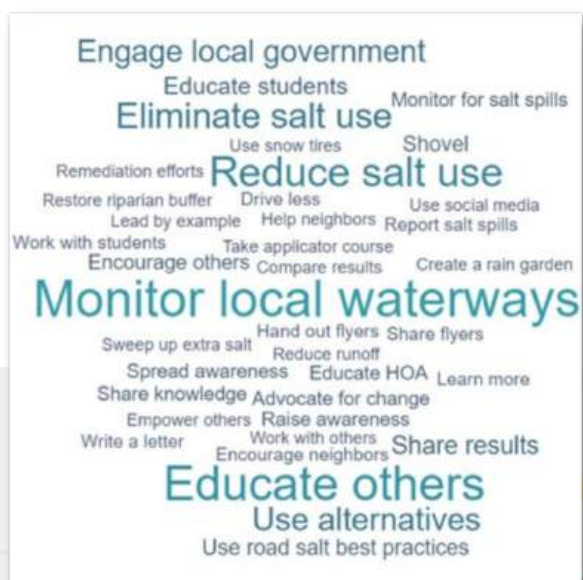 Engage local government
Educate students
Monitor for salt spills
Eliminate salt use
Use snow tires
Shovel
Remediation efforts
Reduce salt use
Restore riparian buffer
Drive less
Use social media
Lead by example
Help neighbors
Report salt spills
Work with students
Take applicator course
Encourage others
Compare results
Create a rain garden
Monitor local waterways
Hand out flyers
Share flyers
Sweep up extra salt
Reduce runoff
Spread awareness
Educate HOA
Learn more
Share knowledge
Advocate for change
Empower others
Raise awareness
Write a letter
Work with others
Share results
Encourage neighbors
Educate others
Use alternatives
Use road salt best practices